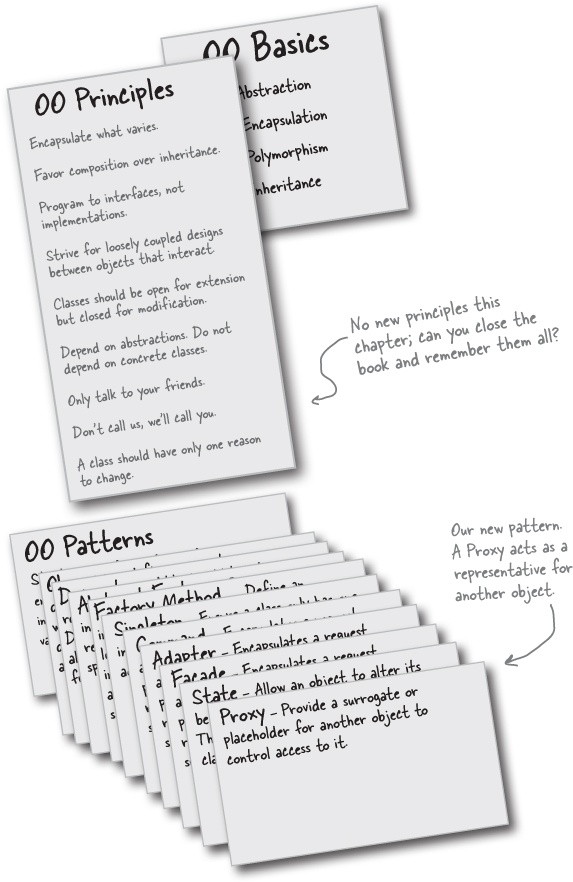 OO Basics
Abstraction
Encapsulation
Polymorphism
Inheritance
OO Principles
Encapsulate what varies.
Favor composition over inheritance.
Program to interfaces, not
implementations.
Strive for loosely coupled designs
between objects that interact.
Classes should be open for extension
but closed for modification.
Depend on abstractions. Do not
depend on concrete classes.
Only talk to your friends.
Don't call us, we'll call you.
A class should have only one reason
to change.
No new principles this
chapter; can you close the
book and remember them all?
OO Patterns
Factory Method - Define an
Singleton - Ensure a class only has one
Command
Adapter - Encapsulates a request
Facade - Encapsulates a request
State - Allow an object to alter its
Proxy - Provide a surrogate or
placeholder for another object to
control access to it.
Our new pattern.
A Proxy acts as a
representative for
another object.